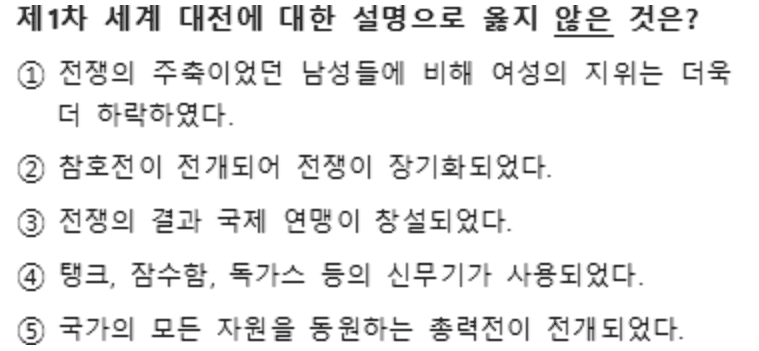 제1차 세계 대전에 대한 설명으로 옳지 않은 것은?
① 전쟁의 주축이었던 남성들에 비해 여성의 지위는 더욱
더 하락하였다.
② 참호전이 전개되어 전쟁이 장기화되었다.
③ 전쟁의 결과 국제 연맹이 창설되었다.
④ 탱크, 잠수함, 독가스 등의 신무기가 사용되었다.
⑤ 국가의 모든 자원을 동원하는 총력전이 전개되었다.